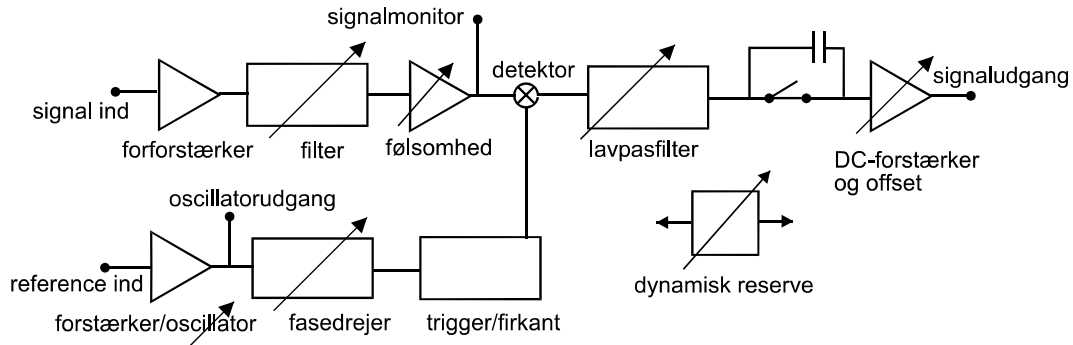 signalmonitor
detektor
signaludgang
signal ind
forforstærker
filter
følsomhed
lavpasfilter
DC-forstærker
og offset
oscillatorudgang
reference ind
forstærker/oscillator
fasedrejer
trigger/firkant
dynamisk reserve